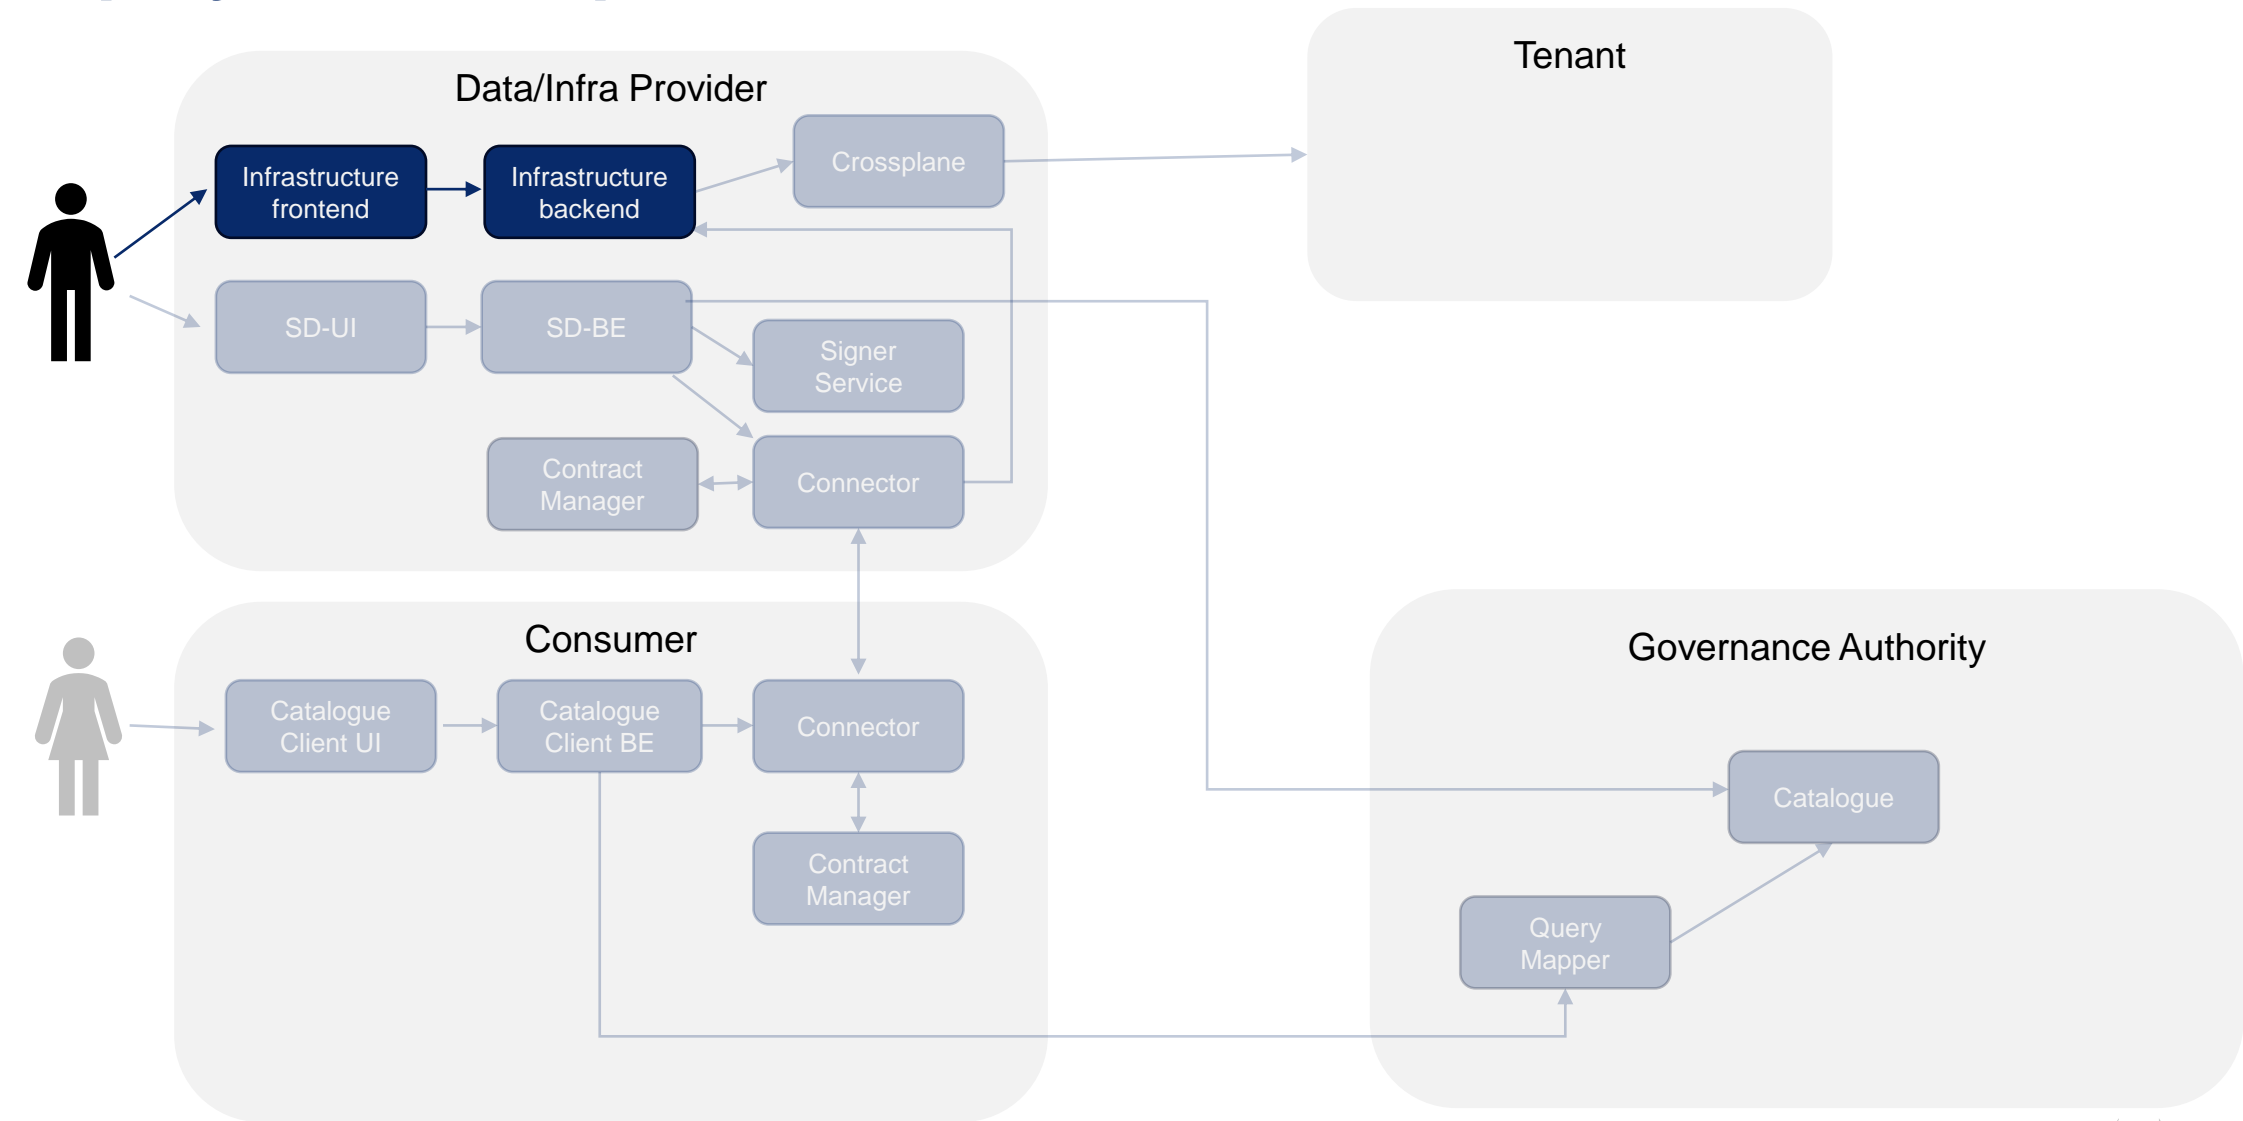 Data/Infra Provider
Tenant
Infrastructure
frontend
Infrastructure
backend
Crossplane
SD-UI
SD-BE
Signer
Service
Contract
Manager
Connector
Consumer
Catalogue
Client UI
Catalogue
Client BE
Connector
Contract
Manager
Governance Authority
Catalogue
Query
Mapper